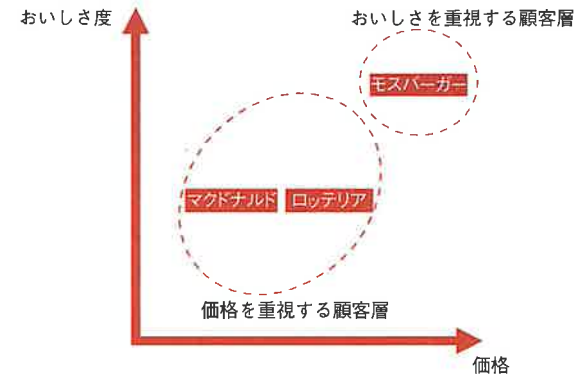 おいしさ度
おいしさを重視する顧客層
モスバーガー
マクドナルド
ロッテリア
価格を重視する顧客層
価格